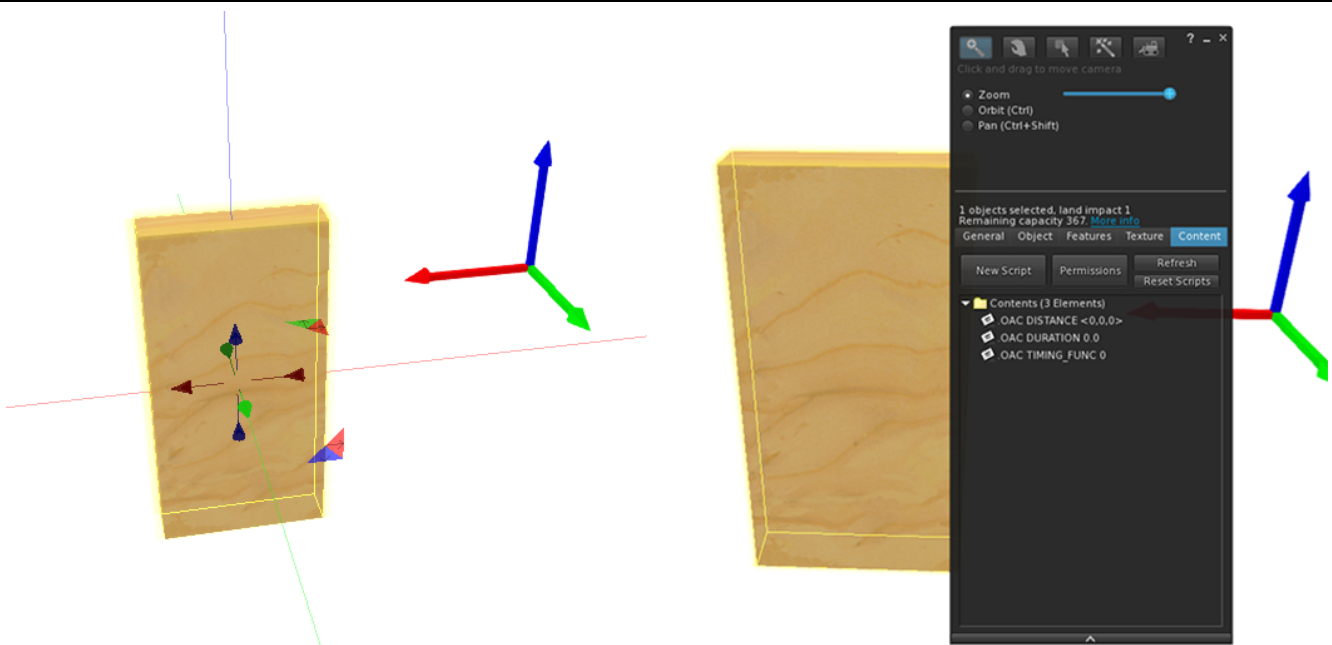 ? _ ×
Click and drag to move camera
Zoom
Orbit (Ctrl)
Pan (Ctrl+Shift)
1 objects selected, land impact 1
Remaining capacity 367. More info
General Object Features Texture Content
New Script Permissions Refresh
Reset Scripts
Contents (3 Elements)
.OAC DISTANCE <0,0,0>
.OAC DURATION 0.0
.OAC TIMING_FUNC 0